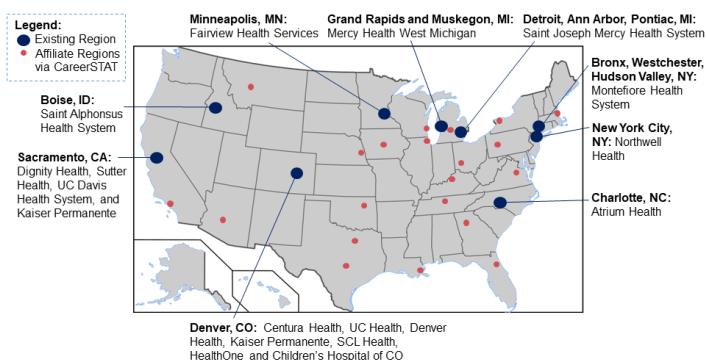 Legend:
Existing Region
Affiliate Regions
via CareerSTAT
Minneapolis, MN:
Fairview Health Services
Grand Rapids and Muskegon, MI:
Mercy Health West Michigan
Detroit, Ann Arbor, Pontiac, MI:
Saint Joseph Mercy Health System
Bronx, Westchester,
Hudson Valley, NY:
Montefiore Health
System
Boise, ID:
Saint Alphonsus
Health System
New York City,
NY: Northwell
Health
Sacramento, CA:
Dignity Health, Sutter
Health, UC Davis
Health System, and
Kaiser Permanente
Charlotte, NC:
Atrium Health
Denver, CO: Centura Health, UC Health, Denver
Health, Kaiser Permanente, SCL Health,
HealthOne and Children's Hospital of CO